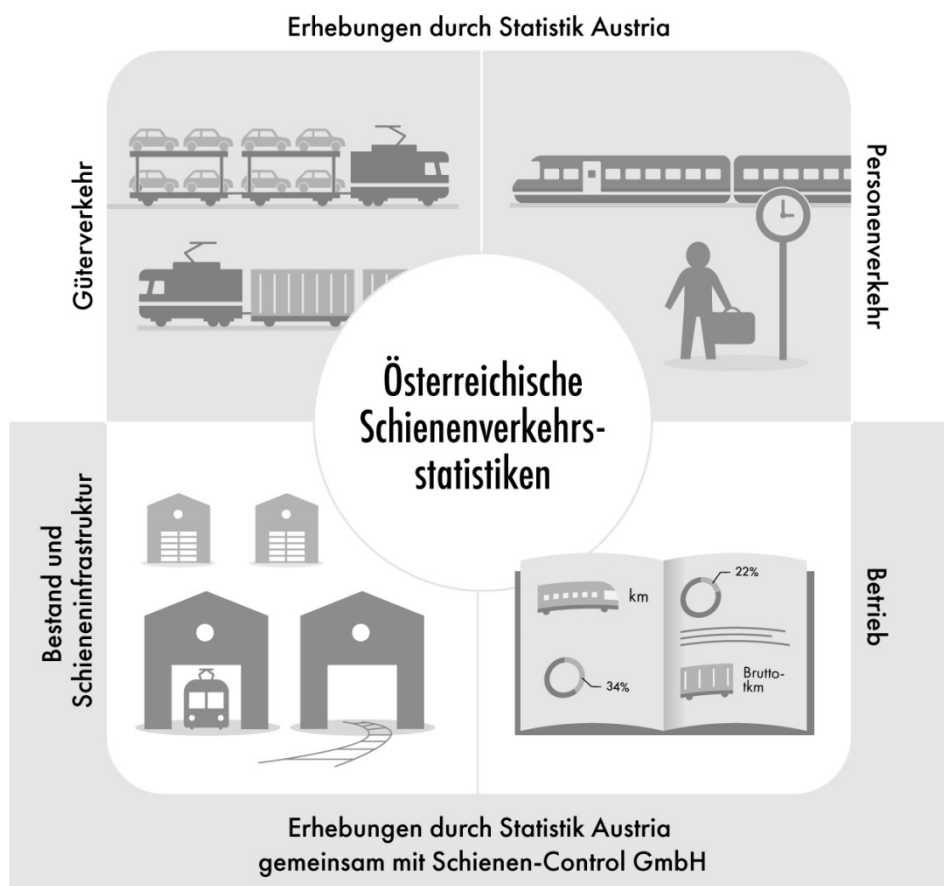 Erhebungen durch Statistik Austria
Güterverkehr
Personenverkehr
Österreichische
Schienenverkehrs-
statistiken
Bestand und
Schieneninfrastruktur
Betrieb
km
22%
34%
Brutto-
tkm
Erhebungen durch Statistik Austria
gemeinsam mit Schienen-Control GmbH